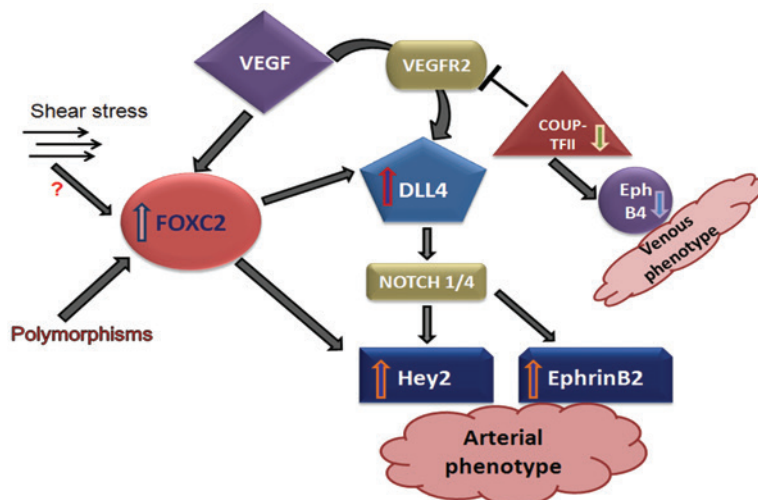 VEGF
VEGFR2
Shear stress
COUP-
TFII
?
DLL4
Eph
B4
FOXC2
Venous
phenotype
NOTCH 1/4
Polymorphisms
Hey2
EphrinB2
Arterial
phenotype